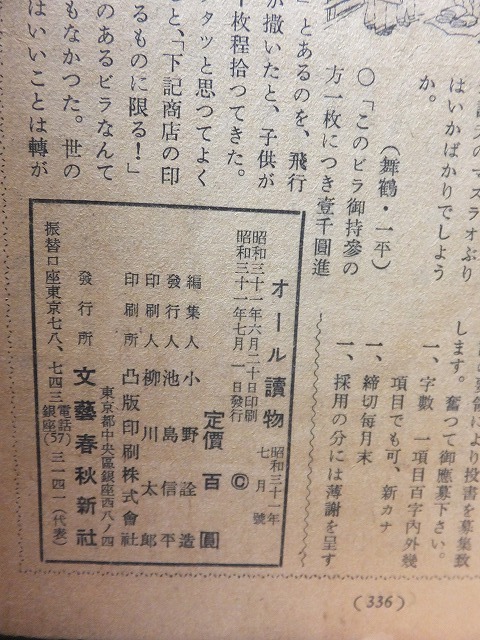 はいかばかりでしよう
か。
（舞鶴・一平）
〇「このビラ御持参の
方一枚につき壹千圓進
」とあるのを、飛行
が撒いたと、子供が
十枚程拾つてきた。
タッと思つてよく
と、「下記商店の印
るものに限る！」
のあるビラなんて
もなかつた。世の
はいいことは轉が
します。奮つて御應募下さい。
一、字数　一項目百字内外幾
項目でも可、新カナ
一、締切毎月末
一、採用の分には薄謝を呈す
オール讀物
昭和三十一年
七月號
昭和三十一年六月二十日印刷
昭和三十一年七月一日發行
定價百圓
Ⓒ
編集人　小野詮造
發行人　池島信平
印刷人　柳川太郎
印刷所　凸版印刷株式會社
東京都中央區銀座西八ノ四
發行所　文藝春秋新社
電話銀座(57)三一四一（代表）
振替口座東京七八、七四三
(336)